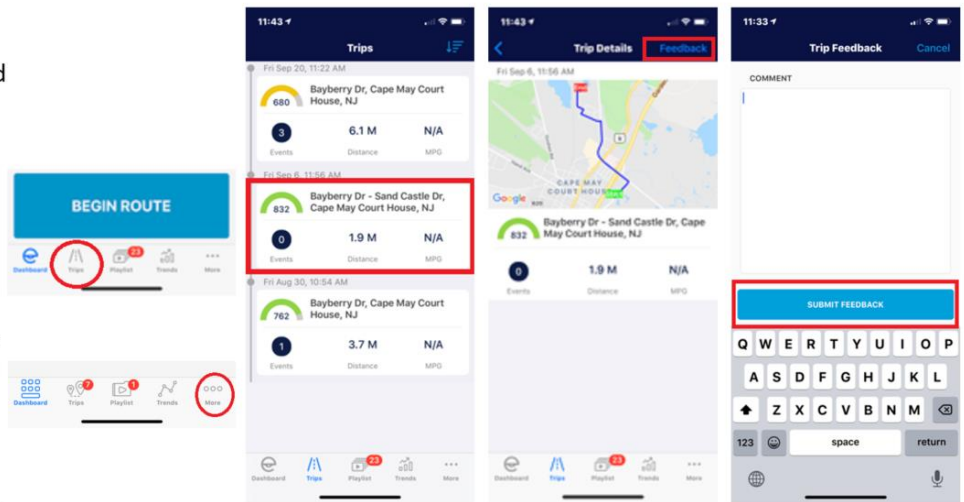 d
BEGIN ROUTE
23
Dashboard Trips Playlist Trends More
7 1
Dashboard Trips Playlist Trends More
11:43
Trips
Fri Sep 20, 11:22 AM
680
Bayberry Dr, Cape May Court
House, NJ
3 6.1 M N/A
Events Distance MPG
Fri Sep 6, 11:56 AM
832
Bayberry Dr - Sand Castle Dr,
Cape May Court House, NJ
0 1.9 M N/A
Events Distance MPG
Fri Aug 30, 10:54 AM
762
Bayberry Dr, Cape May Court
House, NJ
1 3.7 M N/A
Events Distance MPG
23
Dashboard Trips Playlist Trends More
11:43
Trip Details Feedback
Fri Sep 6, 11:56 AM
CAPE MAY
COURT HOUSE
Google
832
Bayberry Dr - Sand Castle Dr, Cape
May Court House, NJ
0 1.9 M N/A
Events Distance MPG
23
Dashboard Trips Playlist Trends More
11:33
Trip Feedback Cancel
COMMENT
SUBMIT FEEDBACK
Q W E R T Y U I O P
A S D F G H J K L
Z X C V B N M
123 space return